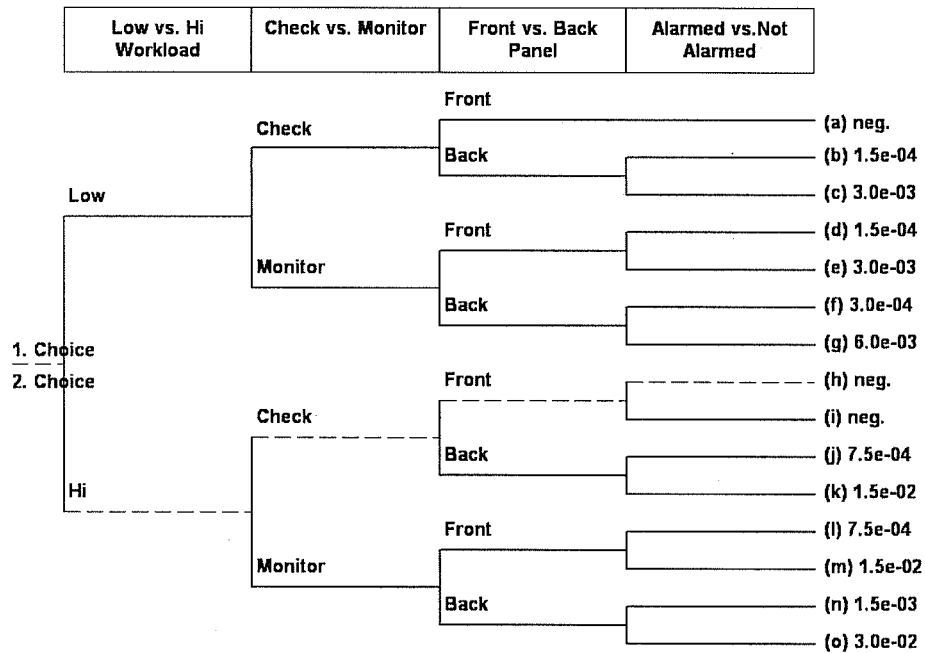 Low vs. Hi Workload
Check vs. Monitor
Front vs. Back Panel
Alarmed vs.Not Alarmed
Front
(a) neg.
Check
Back
(b) 1.5e-04
(c) 3.0e-03
Low
Front
(d) 1.5e-04
(e) 3.0e-03
Monitor
Back
(f) 3.0e-04
(g) 6.0e-03
1. Choice
2. Choice
Front
(h) neg.
(i) neg.
Check
Back
(j) 7.5e-04
(k) 1.5e-02
Hi
Front
(l) 7.5e-04
(m) 1.5e-02
Monitor
Back
(n) 1.5e-03
(o) 3.0e-02